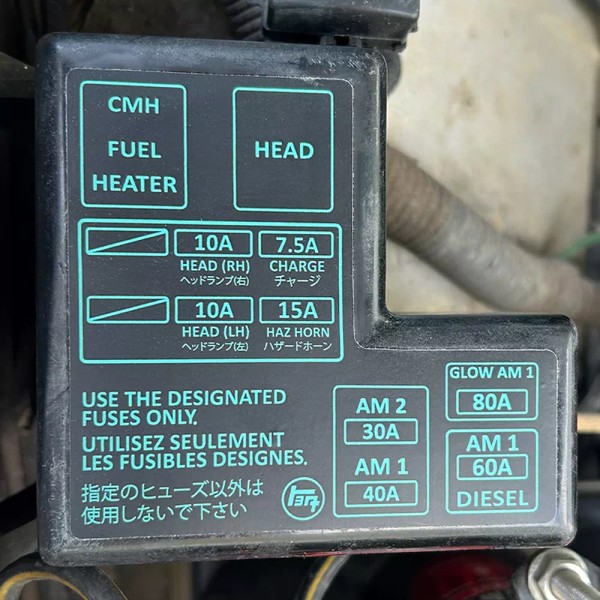 CMH
FUEL
HEATER
HEAD
10A
HEAD (RH)
ヘッドランプ(右)
7.5A
CHARGE
チャージ
10A
HEAD (LH)
ヘッドランプ(左)
15A
HAZ HORN
ハザードホーン
USE THE DESIGNATED
FUSES ONLY.
UTILISEZ SEULEMENT
LES FUSIBLES DESIGNES.
指定のヒューズ以外は
使用しないで下さい
トヨタ
AM 2
30A
AM 1
40A
GLOW AM 1
80A
AM 1
60A
DIESEL